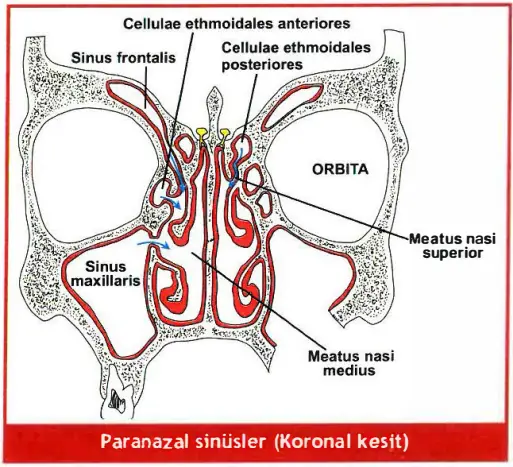 Cellulae ethmoidales anteriores
Sinus frontalis
Cellulae ethmoidales
posteriores
ORBITA
Meatus nasi
superior
Sinus
maxillaris
Meatus nasi
medius
Paranazal sinüsler (Koronal kesit)